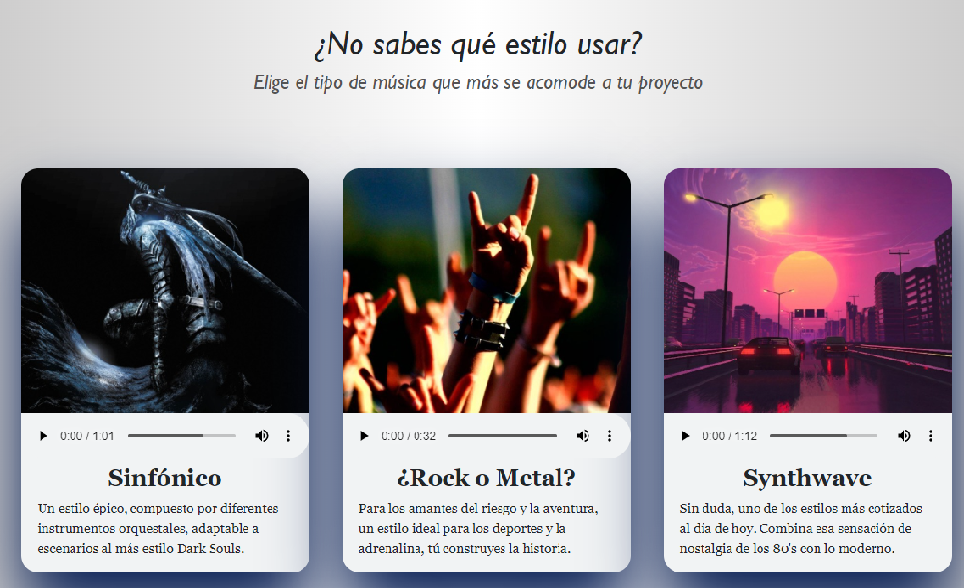 ¿No sabes qué estilo usar?
Elige el tipo de música que más se acomode a tu proyecto
0:00 / 1:01
0:00 / 0:32
0:00 / 1:12
Sinfónico
Un estilo épico, compuesto por diferentes
instrumentos orquestales, adaptable a
escenarios al más estilo Dark Souls.
¿Rock o Metal?
Para los amantes del riesgo y la aventura,
un estilo ideal para los deportes y la
adrenalina, tú construyes la historia.
Synthwave
Sin duda, uno de los estilos más cotizados
al día de hoy. Combina esa sensación de
nostalgia de los 80's con lo moderno.